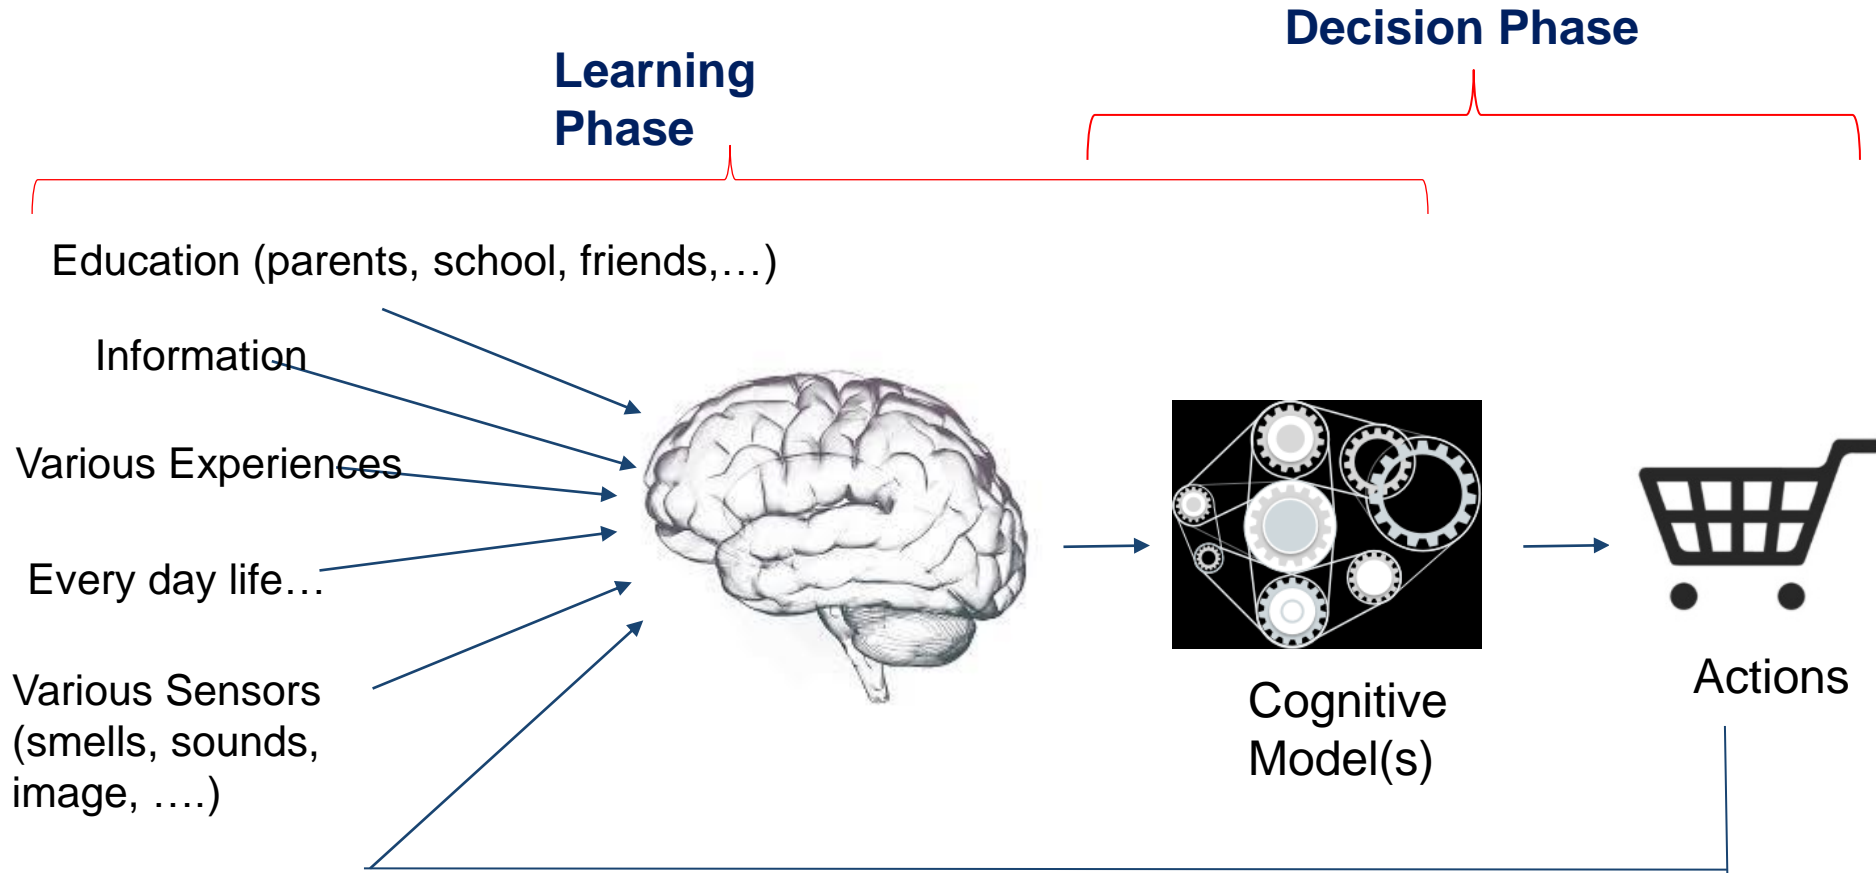 Decision Phase
Learning
Phase
Education (parents, school, friends,…)
Information
Various Experiences
Every day life…
Various Sensors
(smells, sounds,
image, ….)
Cognitive
Model(s)
Actions